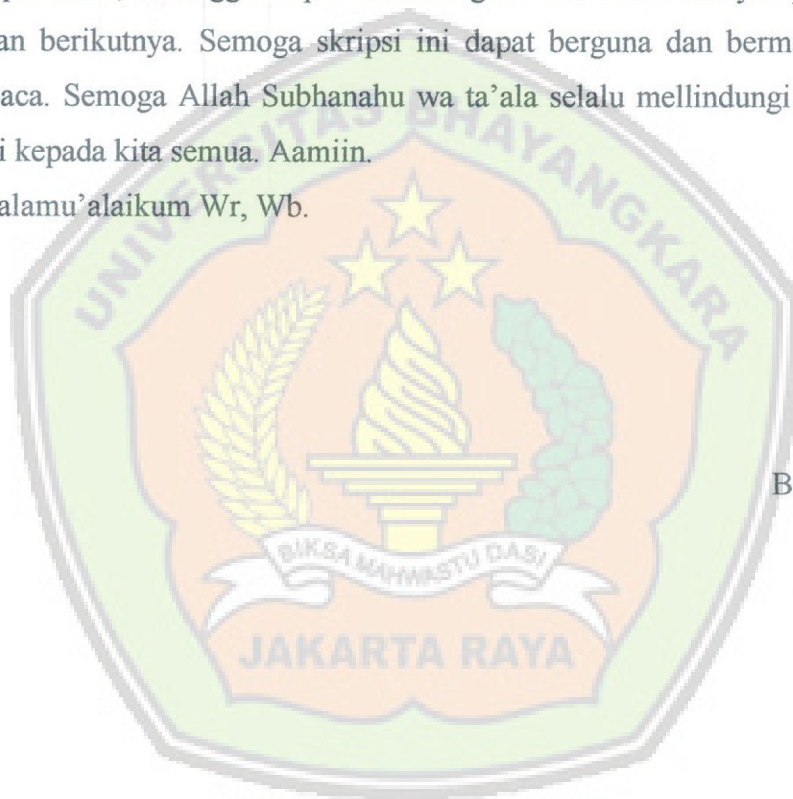 an berikutnya. Semoga skripsi ini dapat berguna dan berm
aca. Semoga Allah Subhanahu wa ta'ala selalu mellindungi
i kepada kita semua. Aamiin.
alamu'alaikum Wr, Wb.
UNIVERSITAS BHAYANGKARA
B
BIKSA MAHWASTU DASI
JAKARTA RAYA